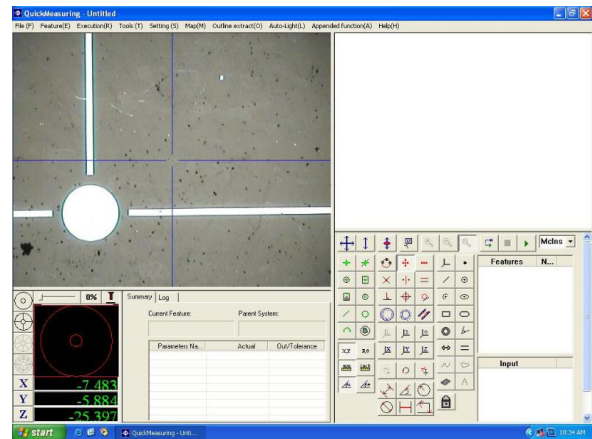 QuickMeasuring - Untitled
File (F) Feature(E) Execution(R) Tools (T) Setting (S) Map(M) Outline extract(O) Auto-Light(L) Appended function(A) Help(H)
McIns
Features N...
0% Summary Log
Current Feature: Parent System:
Parameters Na... Actual Out/Tolerance
Input
X -7.483
Y -5.884
Z -25.397
start QuickMeasuring - Unti... 10:34 AM